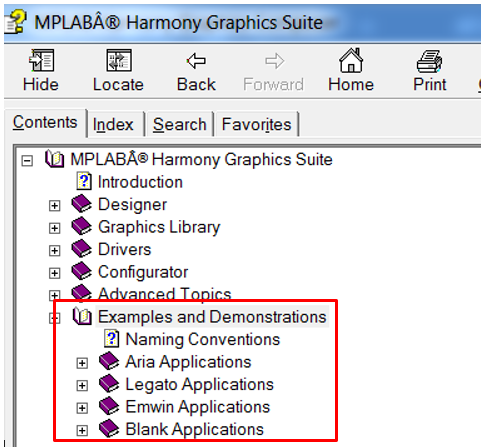 MPLABÂ® Harmony Graphics Suite
Hide Locate Back Forward Home Print
Contents Index Search Favorites
MPLABÂ® Harmony Graphics Suite
Introduction
Designer
Graphics Library
Drivers
Configurator
Advanced Topics
Examples and Demonstrations
Naming Conventions
Aria Applications
Legato Applications
Emwin Applications
Blank Applications